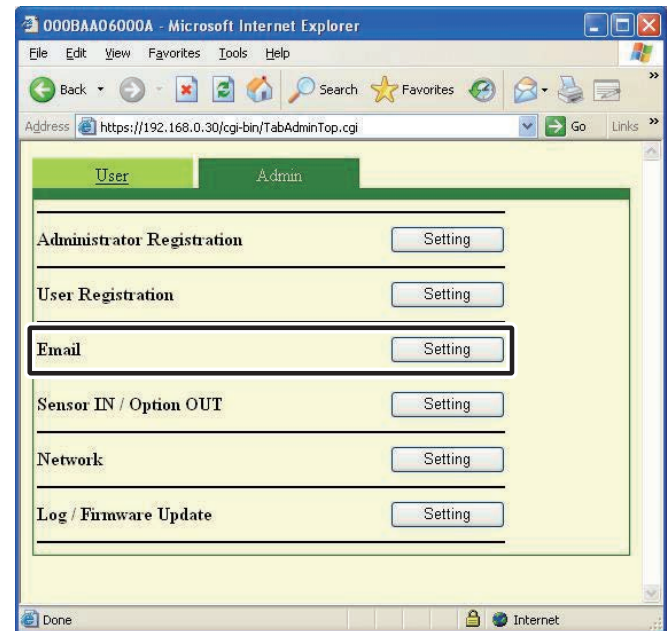 000BAA06000A - Microsoft Internet Explorer
File Edit View Favorites Tools Help
Back Search Favorites »
Address https://192.168.0.30/cgi-bin/TabAdminTop.cgi Go Links »
User Admin
Administrator Registration Setting
User Registration Setting
Email Setting
Sensor IN / Option OUT Setting
Network Setting
Log / Firmware Update Setting
Done Internet